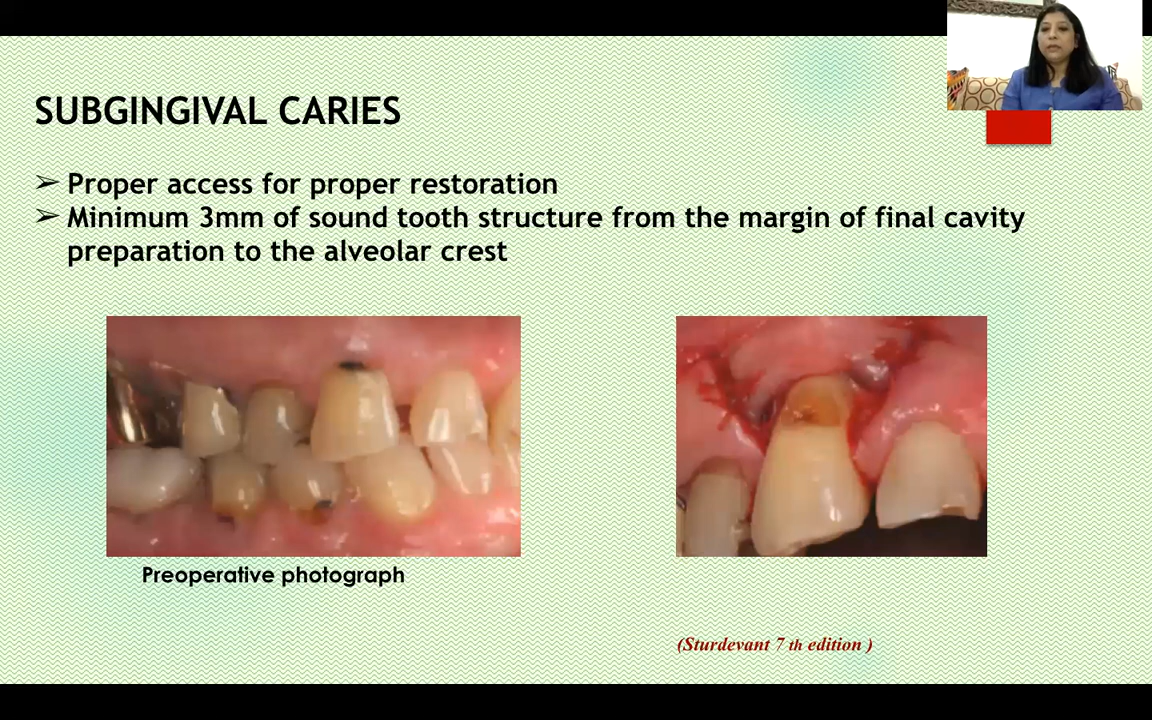 SUBGINGIVAL CARIES
➢ Proper access for proper restoration
➢ Minimum 3mm of sound tooth structure from the margin of final cavity
preparation to the alveolar crest
Preoperative photograph
(Sturdevant 7 th edition )